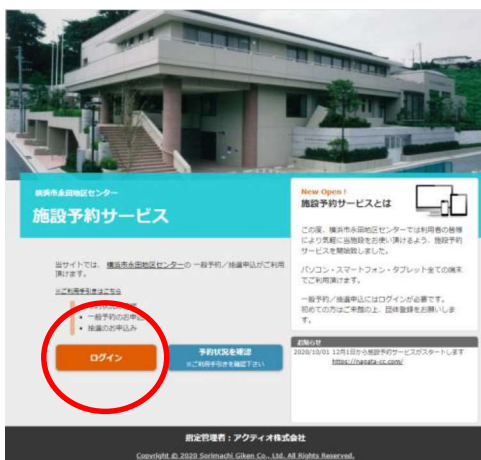 横浜市永田地区センター
施設予約サービス
当サイトでは、横浜市永田地区センターの 一般予約／抽選申込がご利用
頂けます。
※ご利用手引きはこちら
一般予約のお申込
抽選のお申込み
ログイン
予約状況を確認
※ご利用手引きを確認下さい
New Open !
施設予約サービスとは
この度、横浜市永田地区センターでは利用者の皆様
により気軽に当施設をお使い頂けるよう、施設予約
サービスを開始致しました。
パソコン・スマートフォン・タブレット全ての端末
でご利用頂けます。
一般予約／抽選申込にはログインが必要です。
初めての方はご来館の上、団体登録をお願いしま
す。
お知らせ
2020/10/01 12月1日から施設予約サービスがスタートします
https://nagata-cc.com/
指定管理者：アクティオ株式会社
Copyright © 2020 Sorimachi Giken Co., Ltd. All Rights Reserved.